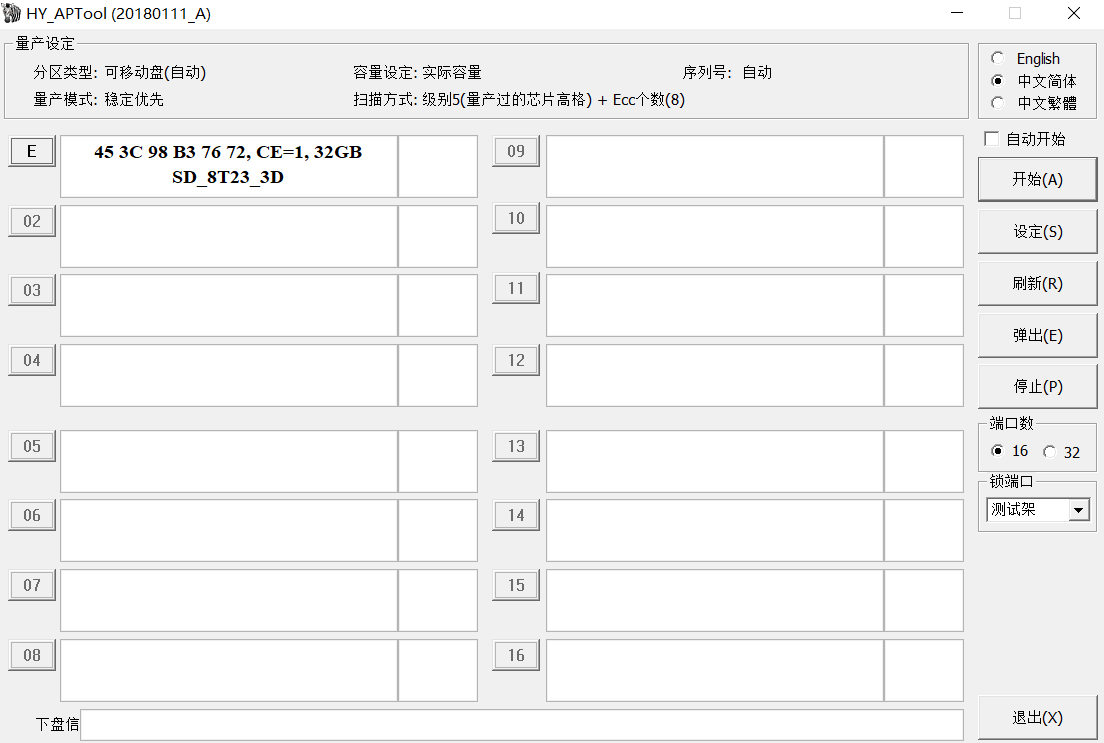 HY_APTool (20180111_A)
量产设定
分区类型: 可移动盘(自动) 容量设定: 实际容量 序列号: 自动
量产模式: 稳定优先 扫描方式: 级别5(量产过的芯片高格) + Ecc个数(8)
English
中文简体
中文繁體
自动开始
E 45 3C 98 B3 76 72, CE=1, 32GB
SD_8T23_3D
02
03
04
05
06
07
08
09
10
11
12
13
14
15
16
开始(A)
设定(S)
刷新(R)
弹出(E)
停止(P)
端口数
16 32
锁端口
测试架
下盘信
退出(X)